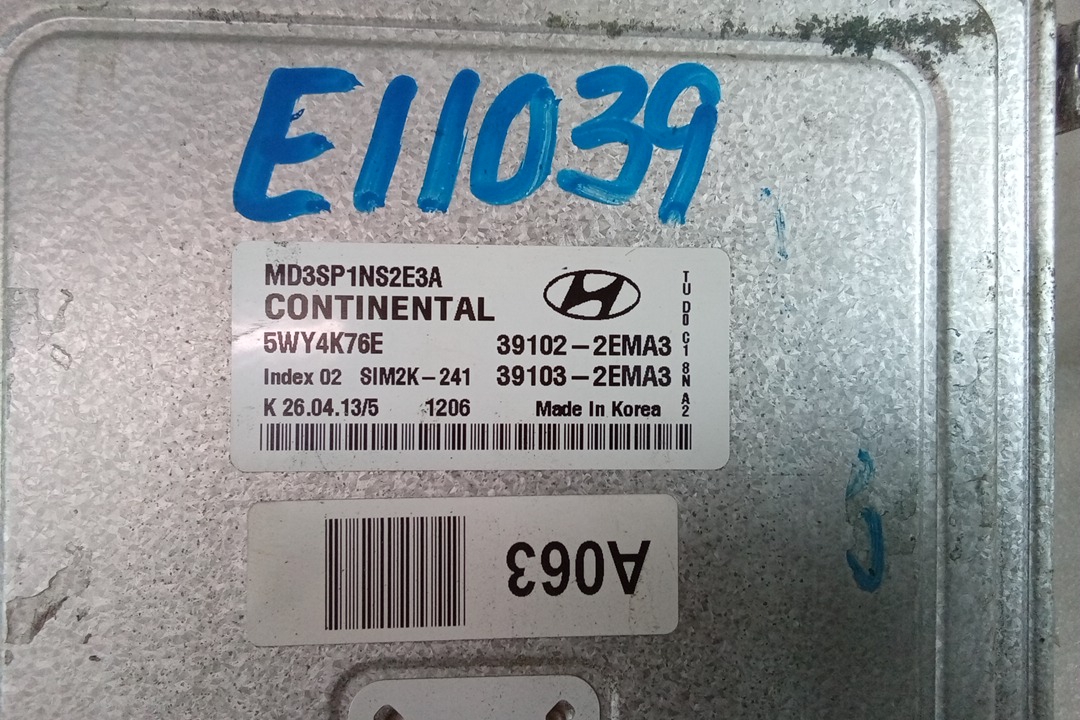 E11039
MD3SP1NS2E3A
CONTINENTAL
5WY4K76E 39102-2EMA3
Index 02 SIM2K-241 39103-2EMA3
K 26.04.13/5 1206 Made In Korea
TU D0 C1 8N A2
A063